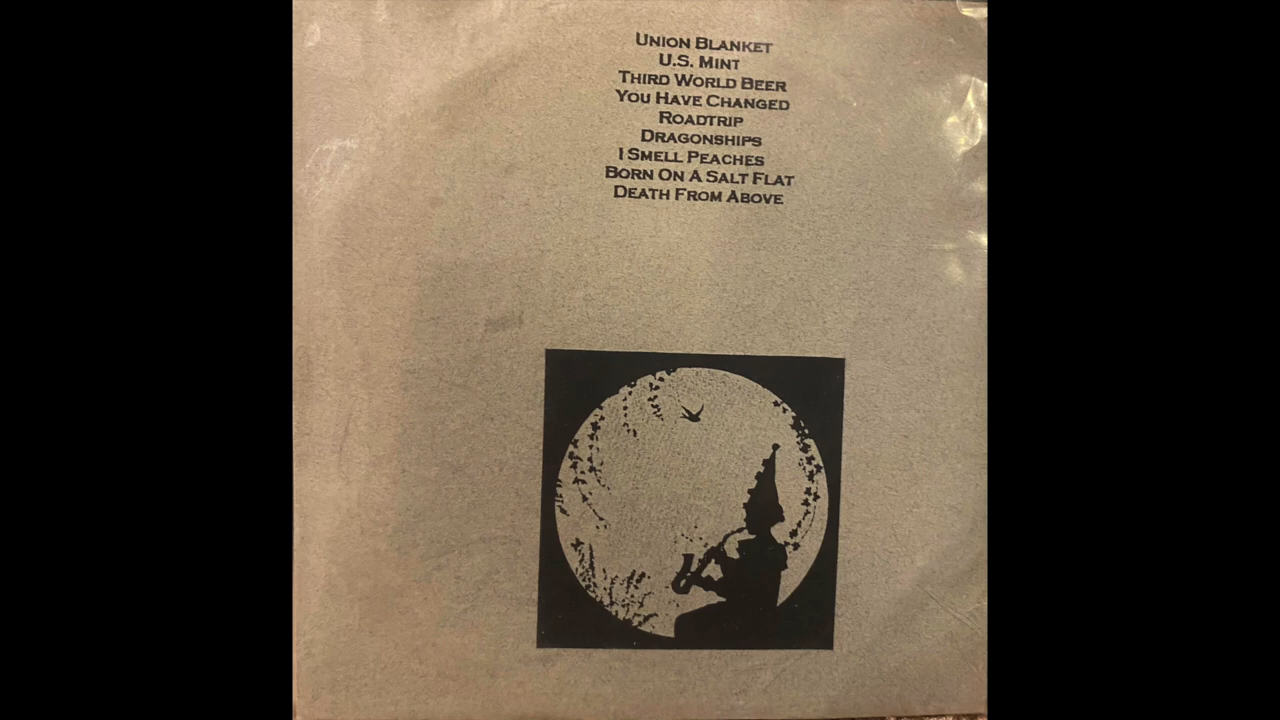 Union Blanket
U.S. Mint
Third World Beer
You Have Changed
Roadtrip
Dragonships
I Smell Peaches
Born On A Salt Flat
Death From Above